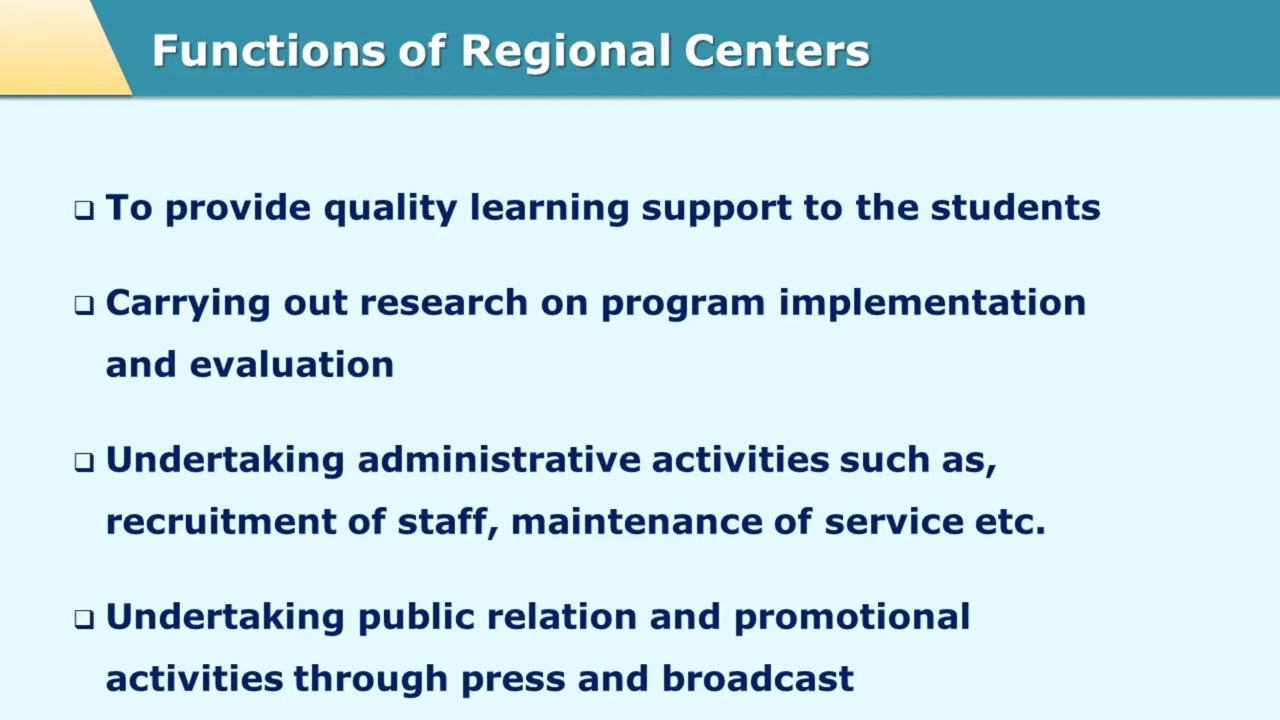 Functions of Regional Centers
❑ To provide quality learning support to the students
❑ Carrying out research on program implementation
and evaluation
❑ Undertaking administrative activities such as,
recruitment of staff, maintenance of service etc.
❑ Undertaking public relation and promotional
activities through press and broadcast